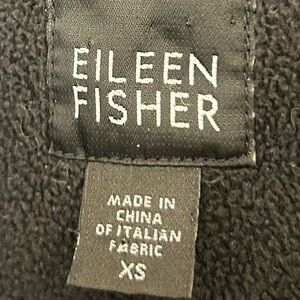 EILEEN
FISHER
MADE IN
CHINA
OF ITALIAN
FABRIC
XS